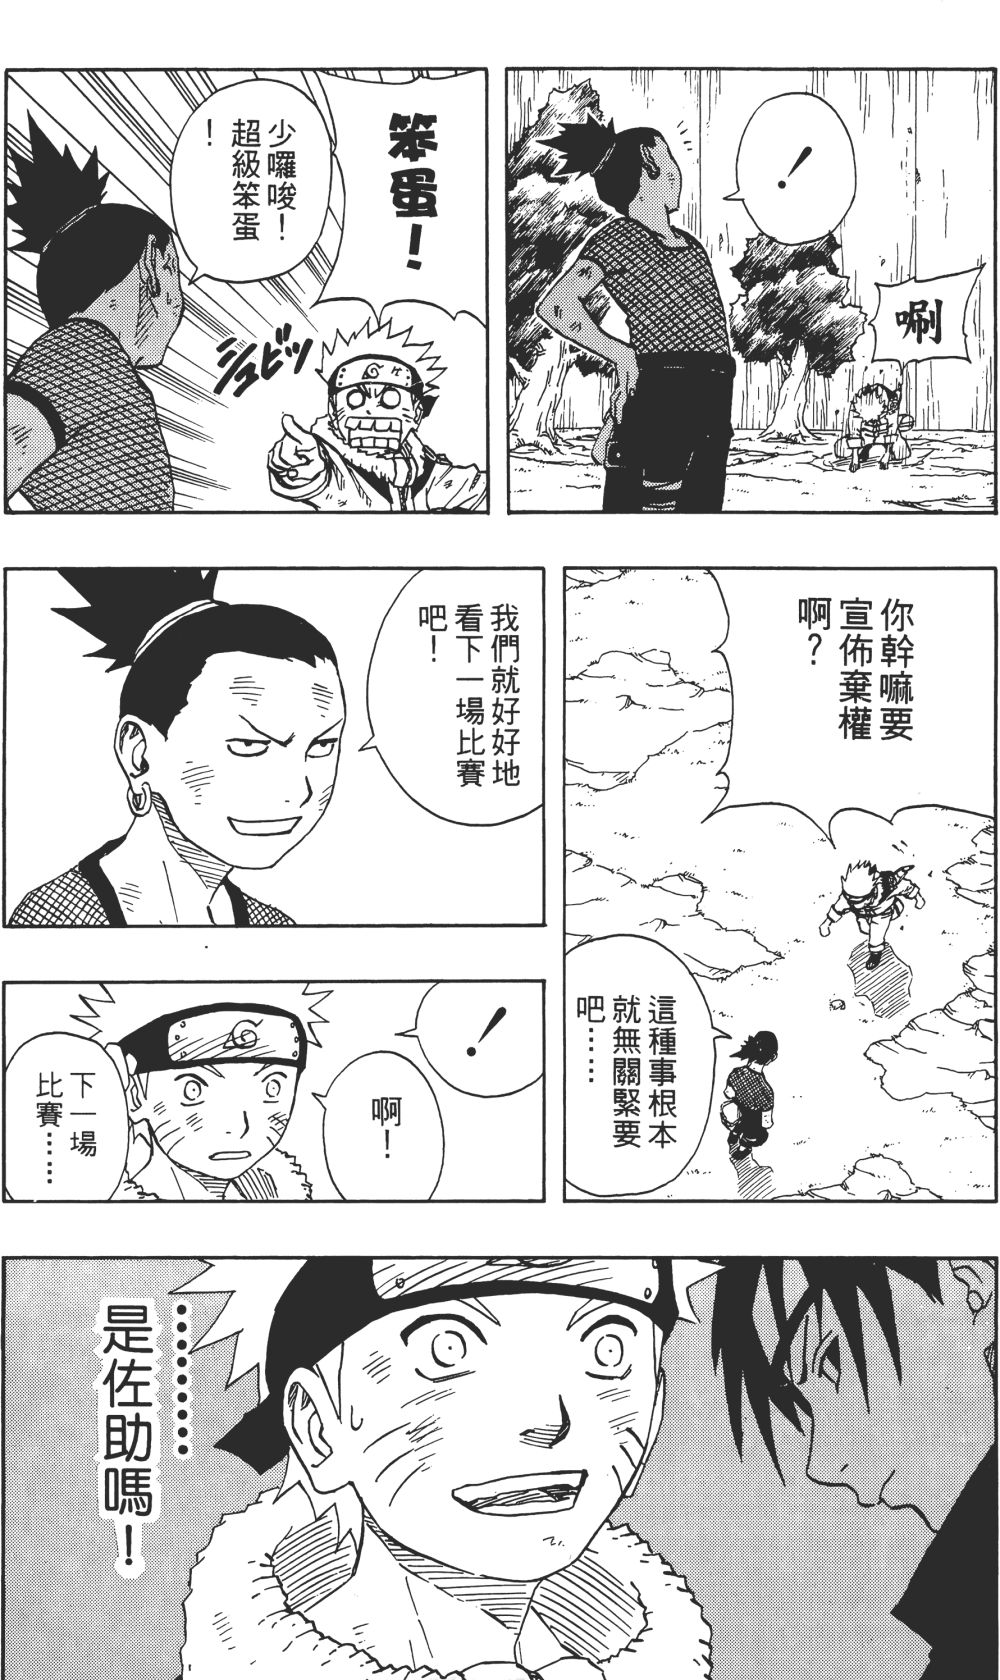 ！
唰
笨蛋！
少囉唆！
超級笨蛋
！
シュビッ
你幹嘛要
宣佈棄權
啊？
這種事根本
就無關緊要
吧……
我們就好好地
看下一場比賽
吧！
！
啊！
下一場
比賽……
………
是佐助嗎！